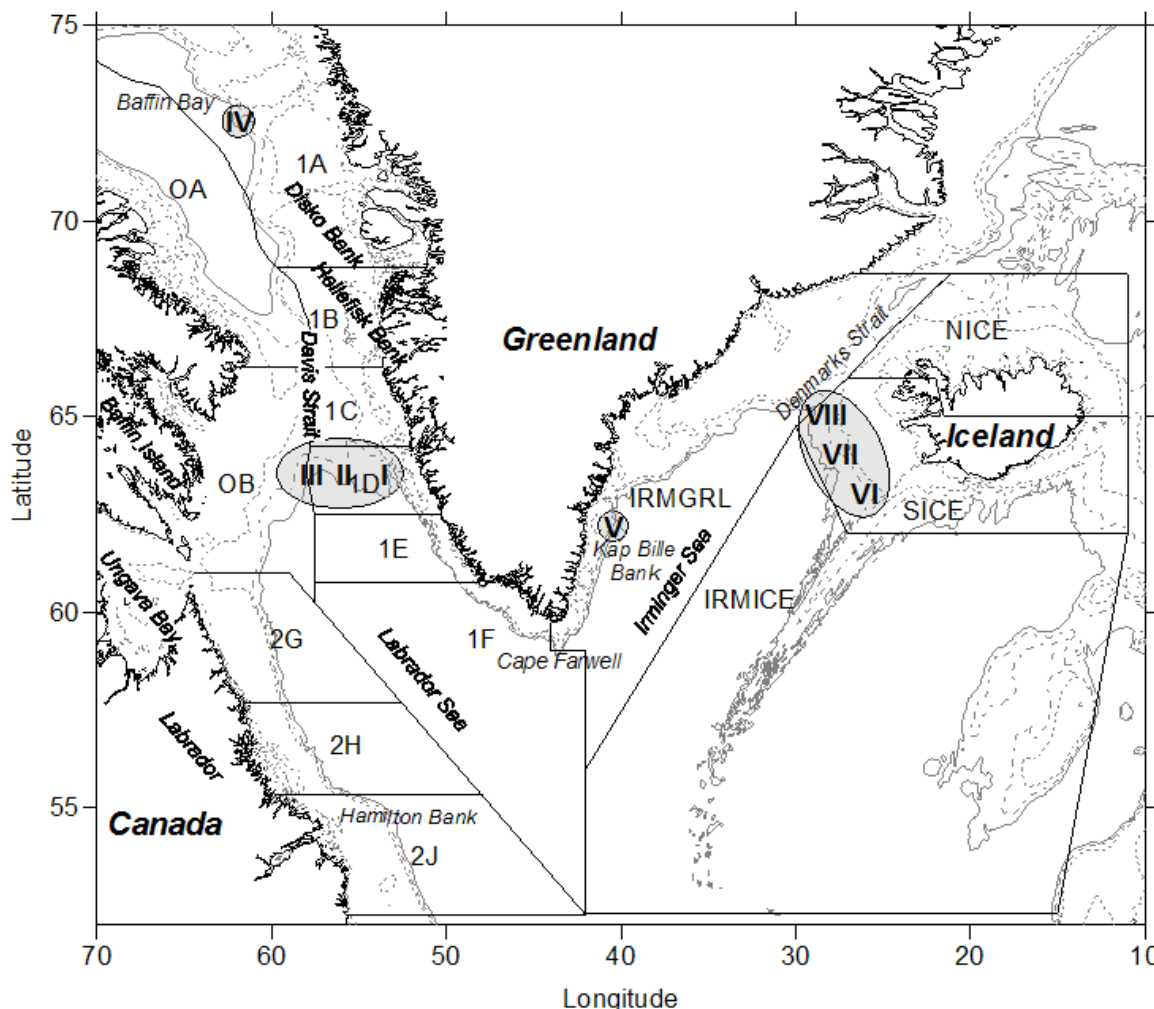 75
Baffin Bay
IV
1A
OA
Disko Bank
70
Hellefisk Bank
1B
Davis Strait
Greenland
Denmarks Strait
NICE
65
Baffin Island
1C
VIII
Iceland
VII
III
II
1D
I
OB
VI
IRMGRL
SICE
V
Kap Bille
Bank
1E
Irminger See
Ungava Bay
IRMICE
60
2G
1F
Cape Farwell
Labrador See
Labrador
2H
55
Canada
Hamilton Bank
2J
Latitude
70
60
50
40
30
20
10
Longitude